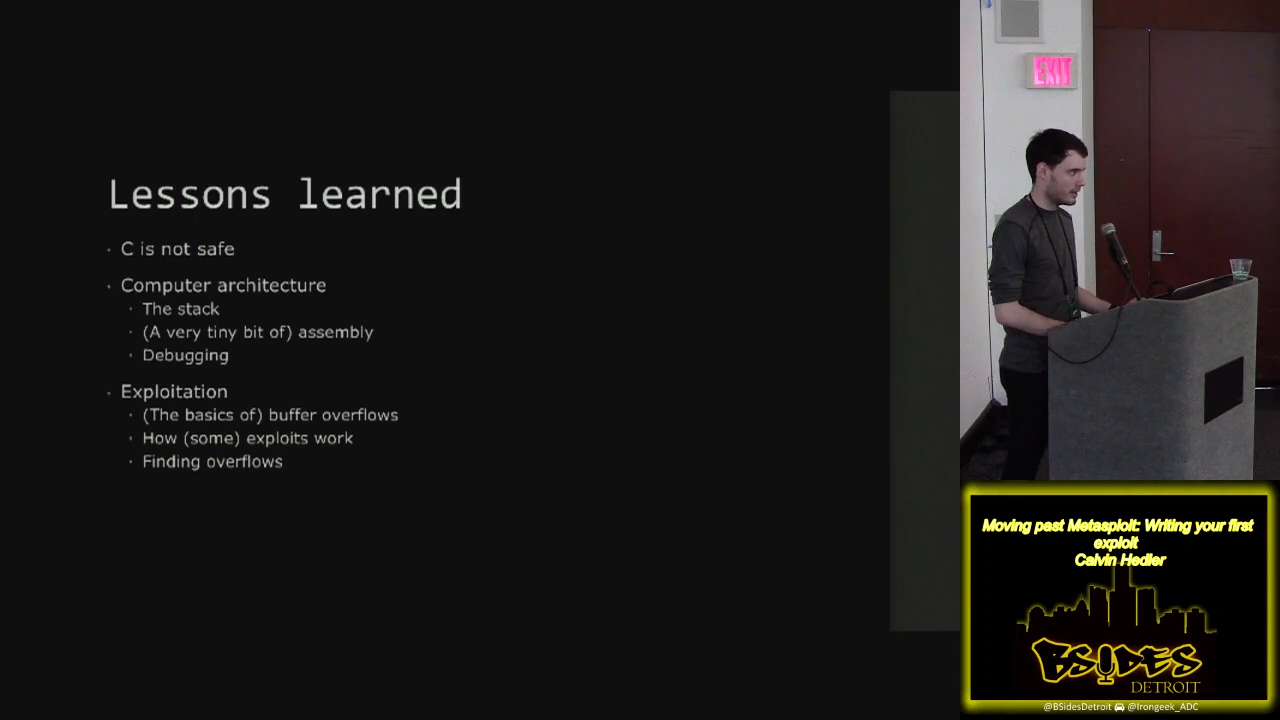 Lessons learned
· C is not safe
· Computer architecture
· The stack
· (A very tiny bit of) assembly
· Debugging
· Exploitation
· (The basics of) buffer overflows
· How (some) exploits work
· Finding overflows
EXIT
Moving past Metasploit: Writing your first
exploit
Calvin Hedler
BSIDES
DETROIT
@BSidesDetroit @Irongeek_ADC